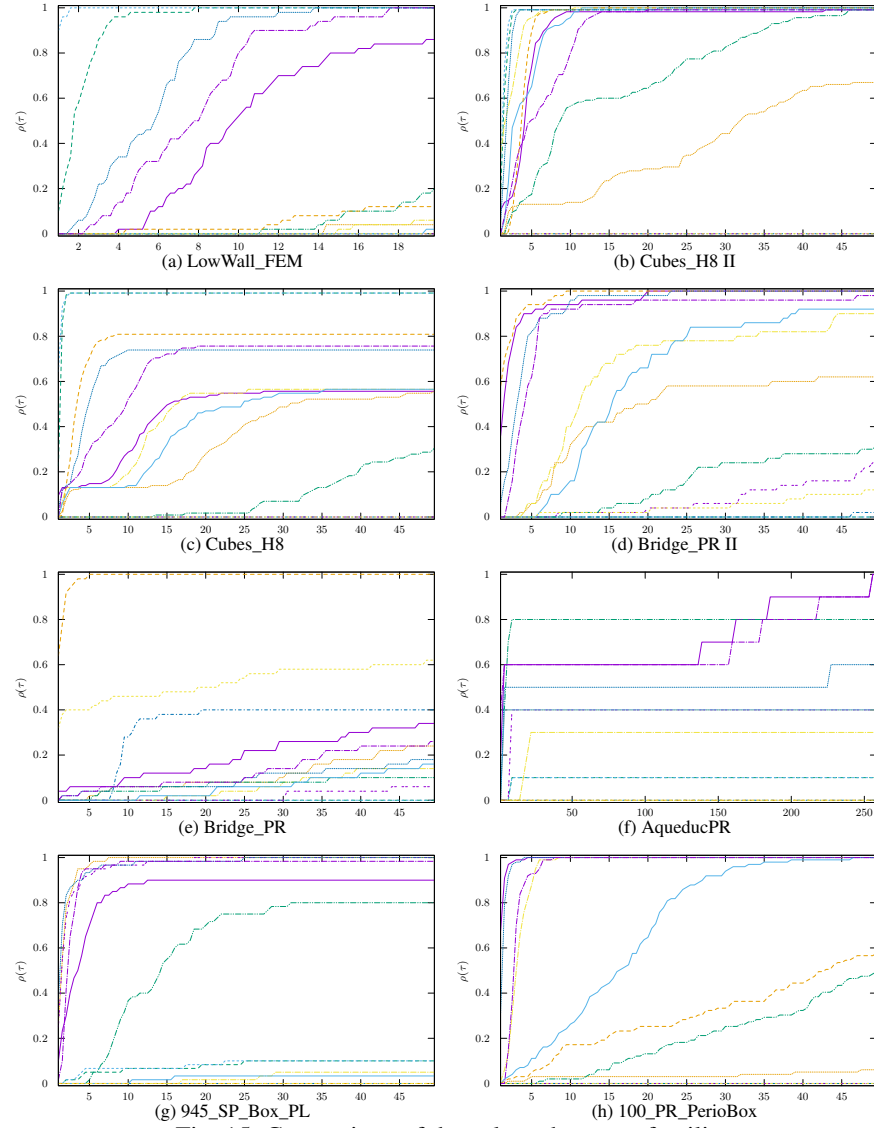 1
0.8
0.6
0.4
0.2
0
ρ(τ)
2 4 6 8 10 12 14 16 18
(a) LowWall_FEM
1
0.8
0.6
0.4
0.2
0
ρ(τ)
5 10 15 20 25 30 35 40 45
(b) Cubes_H8 II
1
0.8
0.6
0.4
0.2
0
ρ(τ)
5 10 15 20 25 30 35 40 45
(c) Cubes_H8
1
0.8
0.6
0.4
0.2
0
ρ(τ)
5 10 15 20 25 30 35 40 45
(d) Bridge_PR II
1
0.8
0.6
0.4
0.2
0
ρ(τ)
5 10 15 20 25 30 35 40 45
(e) Bridge_PR
1
0.8
0.6
0.4
0.2
0
ρ(τ)
50 100 150 200 250
(f) AqueducPR
1
0.8
0.6
0.4
0.2
0
ρ(τ)
5 10 15 20 25 30 35 40 45
(g) 945_SP_Box_PL
1
0.8
0.6
0.4
0.2
0
ρ(τ)
5 10 15 20 25 30 35 40 45
(h) 100_PR_PerioBox